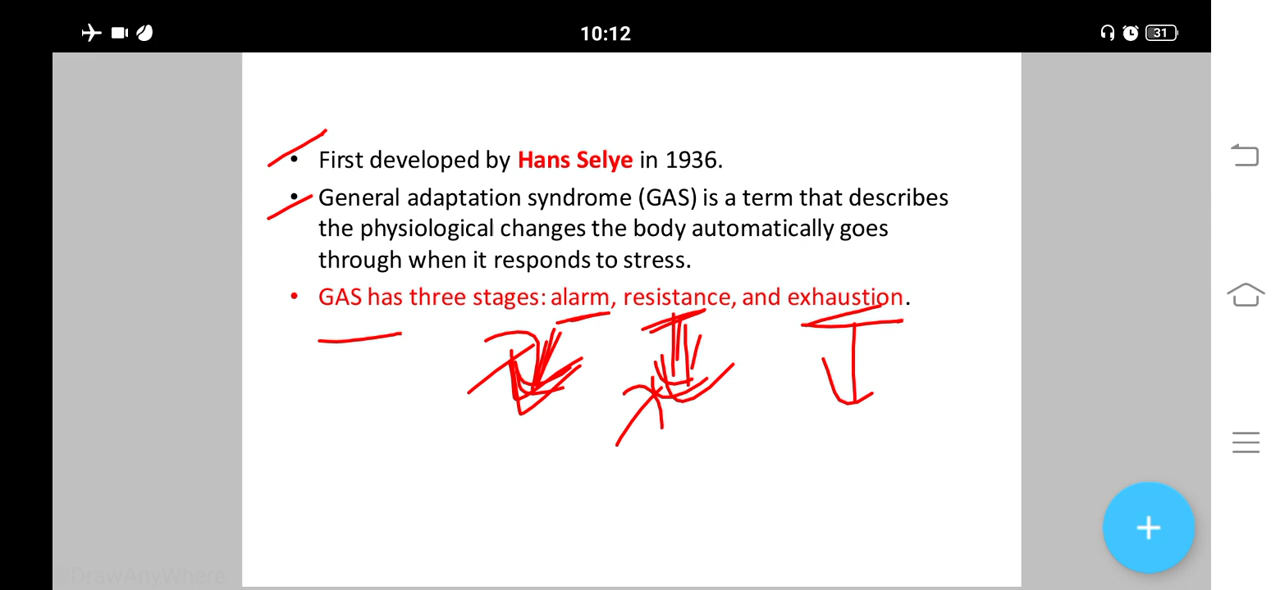 10:12
31
• First developed by Hans Selye in 1936.
• General adaptation syndrome (GAS) is a term that describes
the physiological changes the body automatically goes
through when it responds to stress.
• GAS has three stages: alarm, resistance, and exhaustion.
DrawAnyWhere